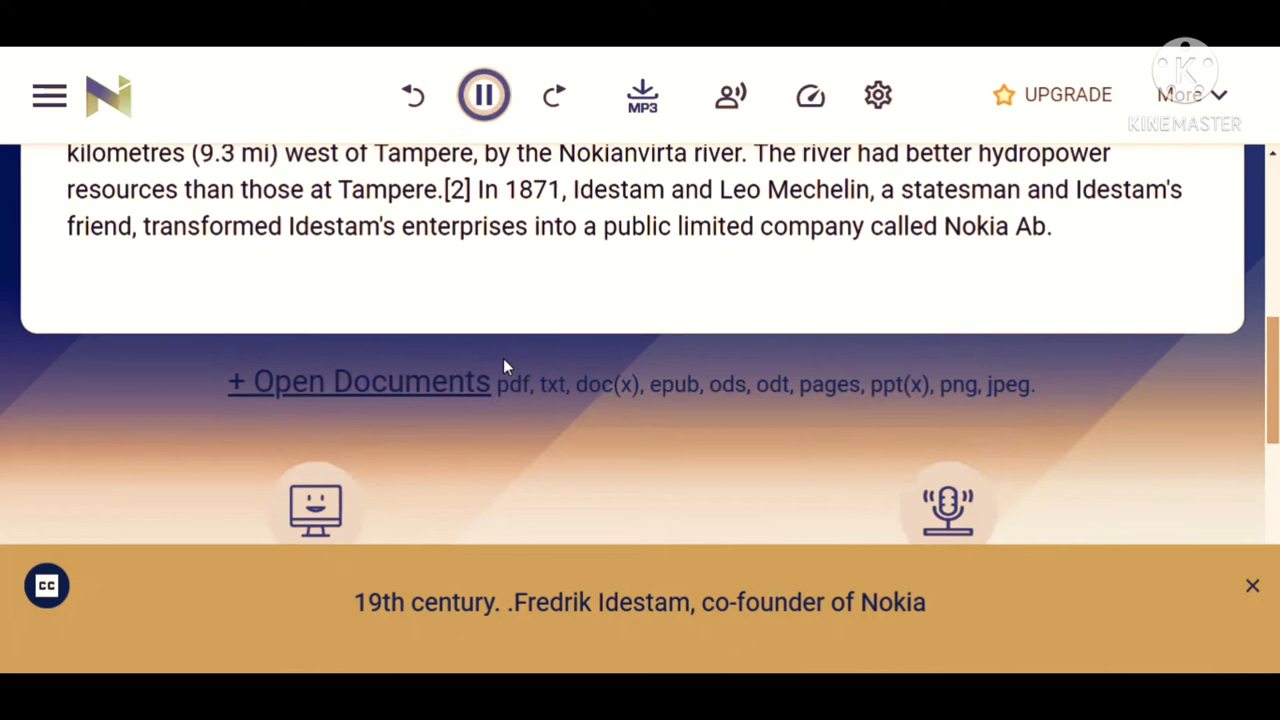 MP3
UPGRADE
More
K
KINEMASTER
kilometres (9.3 mi) west of Tampere, by the Nokianvirta river. The river had better hydropower
resources than those at Tampere.[2] In 1871, Idestam and Leo Mechelin, a statesman and Idestam's
friend, transformed Idestam's enterprises into a public limited company called Nokia Ab.
+ Open Documents pdf, txt, doc(x), epub, ods, odt, pages, ppt(x), png, jpeg.
CC
19th century. .Fredrik Idestam, co-founder of Nokia